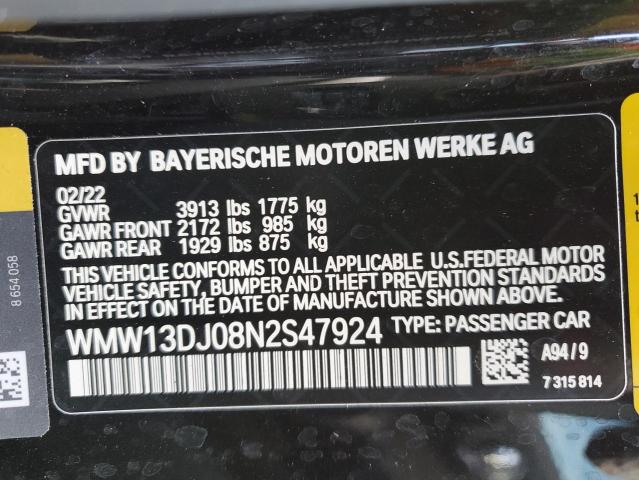 MFD BY BAYERISCHE MOTOREN WERKE AG
02/22
GVWR 3913 lbs 1775 kg
GAWR FRONT 2172 lbs 985 kg
GAWR REAR 1929 lbs 875 kg
THIS VEHICLE CONFORMS TO ALL APPLICABLE U.S.FEDERAL MOTOR
VEHICLE SAFETY, BUMPER AND THEFT PREVENTION STANDARDS
IN EFFECT ON THE DATE OF MANUFACTURE SHOWN ABOVE.
WMW13DJ08N2S47924 TYPE: PASSENGER CAR
A94/9
7 315 814
8 654 058